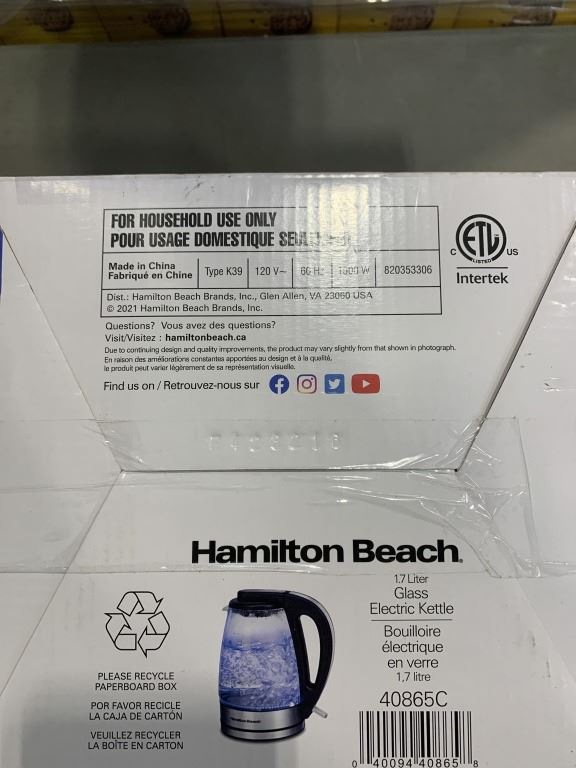 FOR HOUSEHOLD USE ONLY
POUR USAGE DOMESTIQUE
Made in China
Fabriqué en Chine
Type K39
120 V~
60 Hz
1500 W
820353306
Dist.: Hamilton Beach Brands, Inc., Glen Allen, VA 23060 USA
© 2021 Hamilton Beach Brands, Inc.
C ETL US
LISTED
Intertek
Questions? Vous avez des questions?
Visit/Visitez : hamiltonbeach.ca
Due to continuing design and quality improvements, the product may vary slightly from that shown in photograph.
En raison des améliorations constantes apportées au design et à la qualité,
le produit peut varier légèrement de sa représentation visuelle.
Find us on / Retrouvez-nous sur
Hamilton Beach®
1.7 Liter
Glass
Electric Kettle
Bouilloire
électrique
en verre
1,7 litre
40865C
0 40094 40865 8
PLEASE RECYCLE
PAPERBOARD BOX
POR FAVOR RECICLE
LA CAJA DE CARTÓN
VEUILLEZ RECYCLER
LA BOÎTE EN CARTON
Hamilton Beach